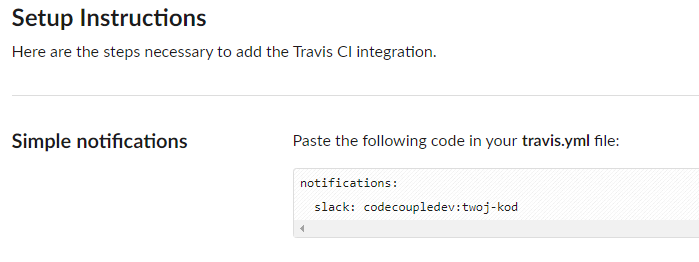 Setup Instructions
Here are the steps necessary to add the Travis CI integration.
Simple notifications
Paste the following code in your travis.yml file:
notifications:
slack: codecoupledev:twoj-kod